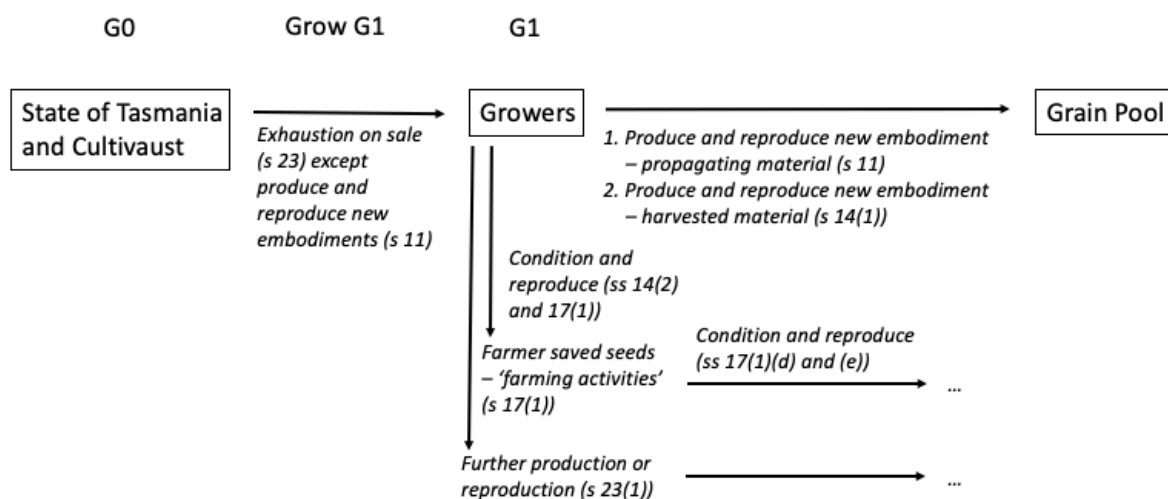 G0
Grow G1
G1
State of Tasmania
and Cultivaust
Exhaustion on sale
(s 23) except
produce and
reproduce new
embodiments (s 11)
Growers
1. Produce and reproduce new embodiment
– propagating material (s 11)
2. Produce and reproduce new embodiment
– harvested material (s 14(1))
Grain Pool
Condition and
reproduce (ss 14(2)
and 17(1))
Farmer saved seeds
– ‘farming activities’
(s 17(1))
Condition and reproduce
(ss 17(1)(d) and (e))
...
Further production or
reproduction (s 23(1))
...